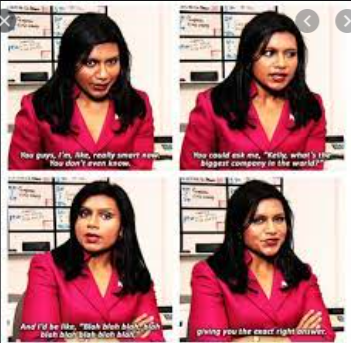 You guys, I'm, like, really smart now.
You don't even know.
You could ask me, "Kelly, what's the
biggest company in the world?"
And I'd be like, "Blah blah blah, blah
blah blah blah blah blah,"
giving you the exact right answer.